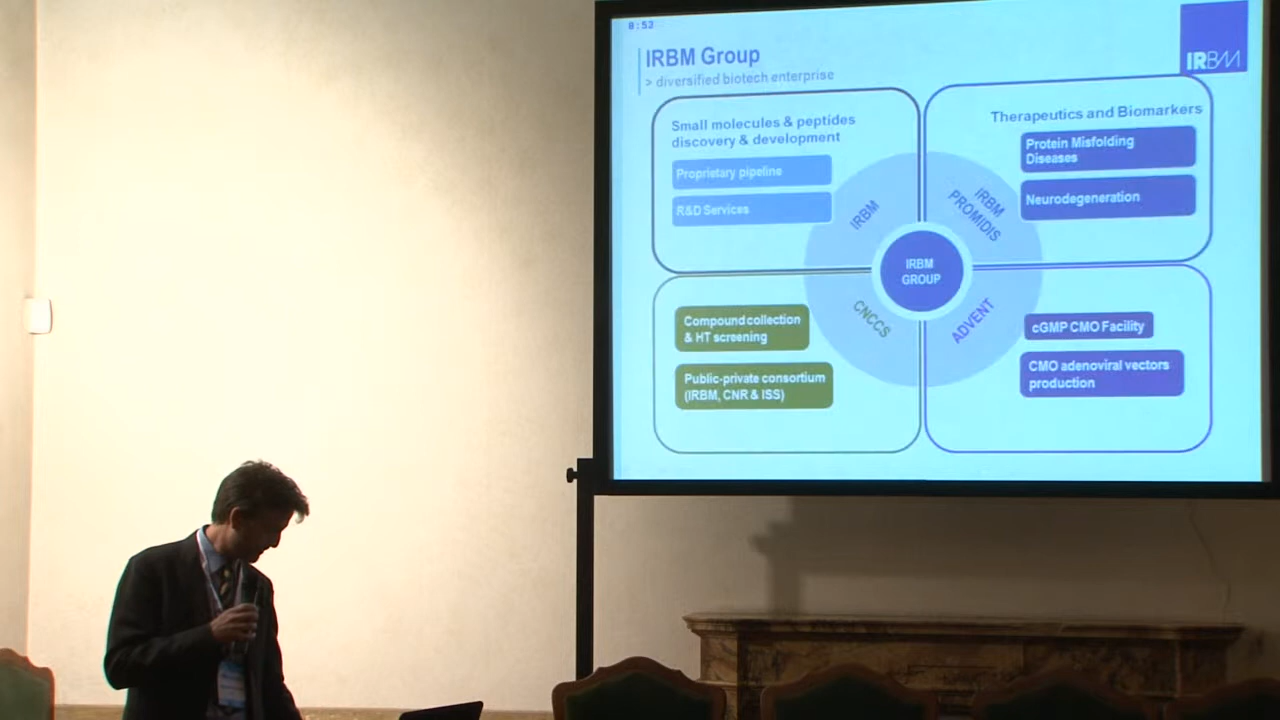 8:52
IRBM Group
> diversified biotech enterprise
IRBM
Small molecules & peptides
discovery & development
Proprietary pipeline
R&D Services
Therapeutics and Biomarkers
Protein Misfolding
Diseases
Neurodegeneration
IRBM
IRBM
PROMIDIS
IRBM
GROUP
CNCCS
ADVENT
Compound collection
& HT screening
Public-private consortium
(IRBM, CNR & ISS)
cGMP CMO Facility
CMO adenoviral vectors
production